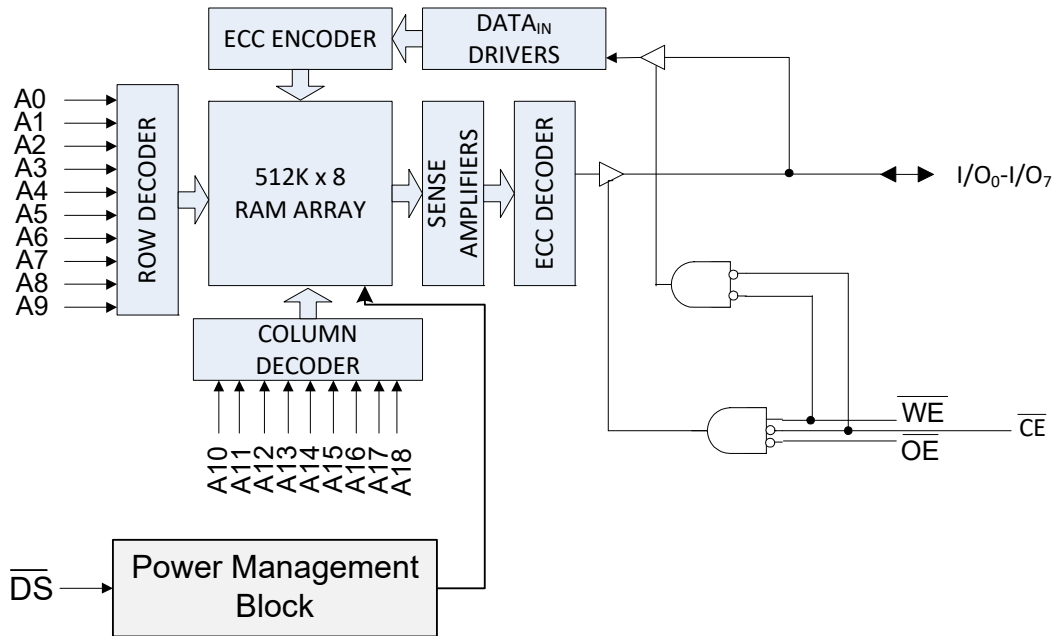 ECC ENCODER
DATAIN
DRIVERS
A0
A1
A2
A3
A4
A5
A6
A7
A8
A9
ROW DECODER
512K x 8
RAM ARRAY
SENSE
AMPLIFIERS
ECC DECODER
I/O0-I/O7
COLUMN
DECODER
A10
A11
A12
A13
A14
A15
A16
A17
A18
WE
CE
OE
DS
Power Management
Block